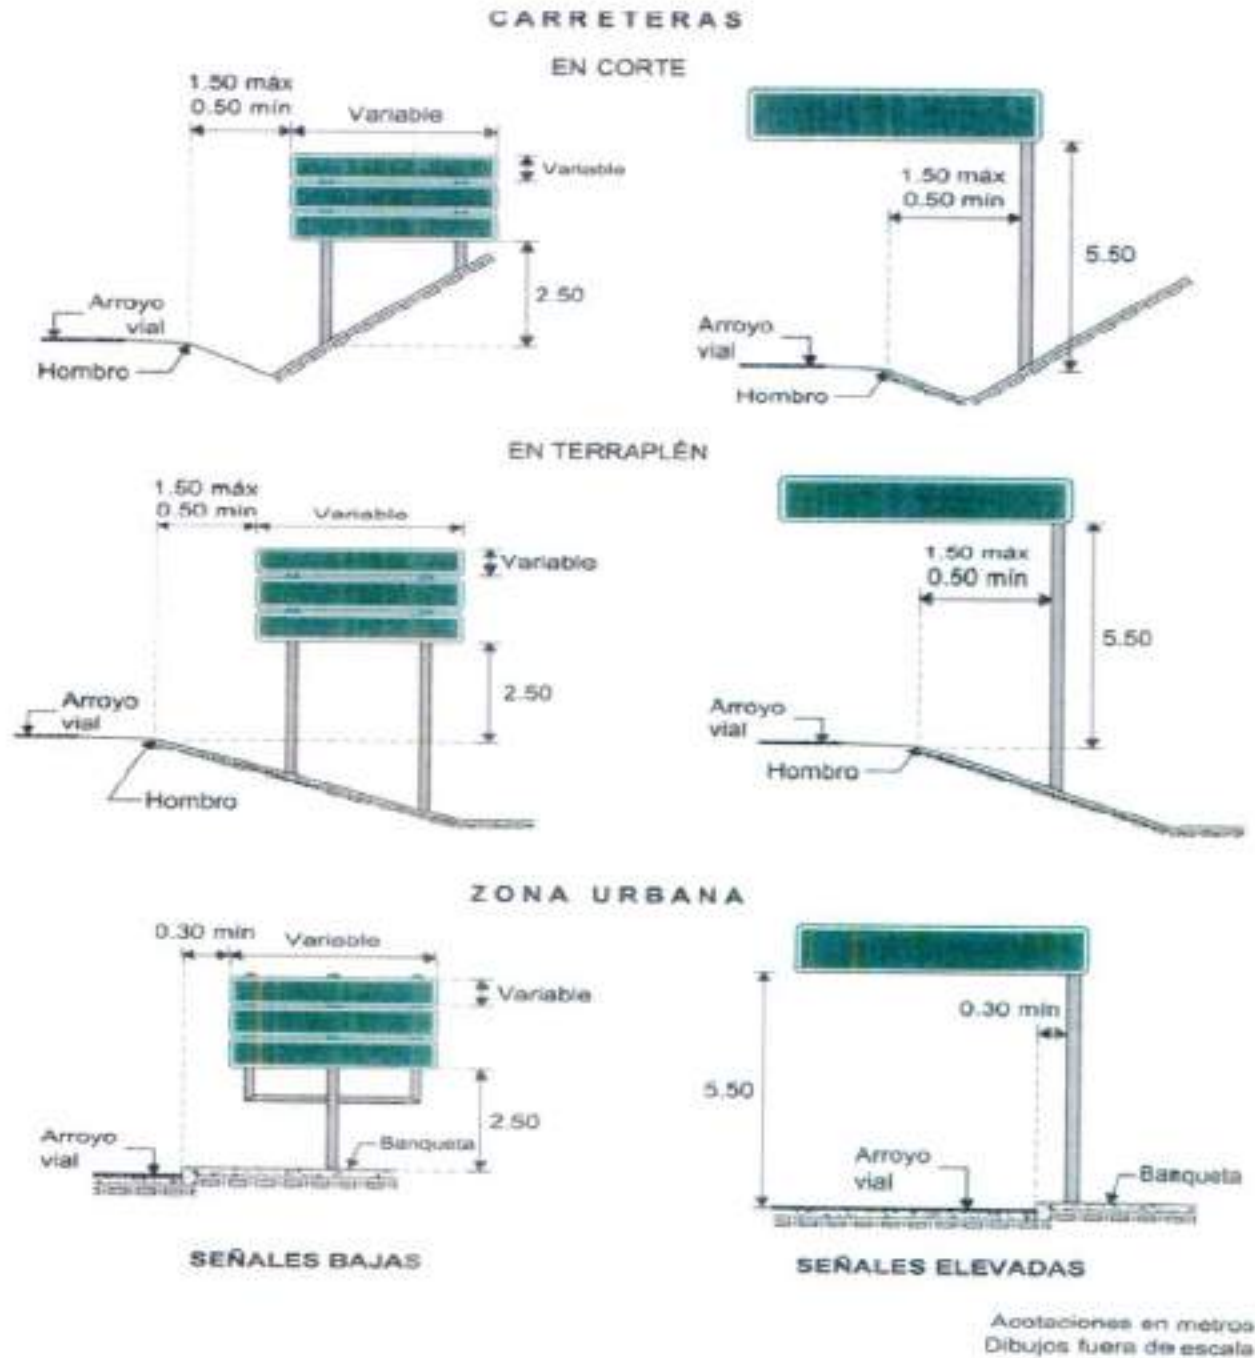 CARRETERAS
EN CORTE
1.50 máx
0.50 mín
Variable
Variable
2.50
Arroyo
vial
Hombro
1.50 máx
0.50 mín
5.50
Arroyo
vial
Hombro
EN TERRAPLÉN
1.50 máx
0.50 mín
Variable
Variable
2.50
Arroyo
vial
Hombro
1.50 máx
0.50 mín
5.50
Arroyo
vial
Hombro
ZONA URBANA
0.30 mín
Variable
Variable
2.50
Arroyo
vial
Banqueta
SEÑALES BAJAS
0.30 mín
5.50
Arroyo
vial
Banqueta
SEÑALES ELEVADAS
Acotaciones en metros
Dibujos fuera de escala